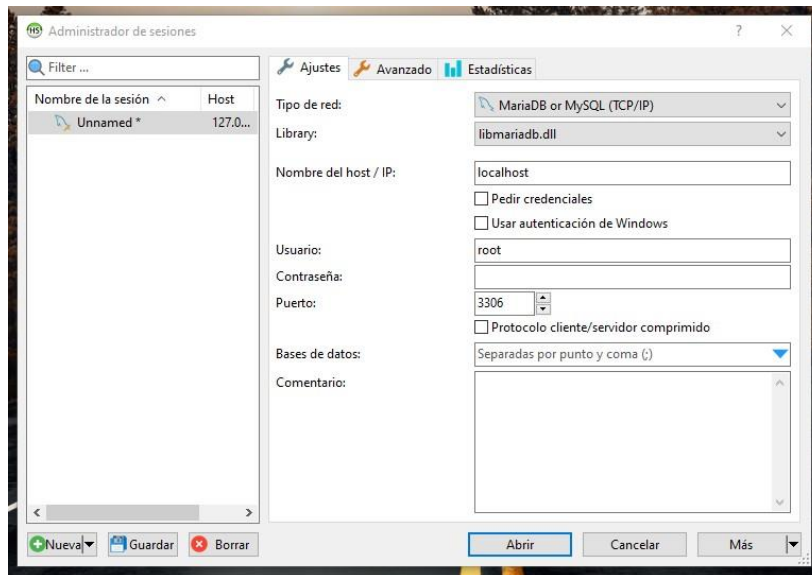 HS Administrador de sesiones ?
Filter ...
Nombre de la sesión Host
Unnamed * 127.0...
Ajustes Avanzado Estadísticas
Tipo de red: MariaDB or MySQL (TCP/IP)
Library: libmariadb.dll
Nombre del host / IP: localhost
Pedir credenciales
Usar autenticación de Windows
Usuario: root
Contraseña:
Puerto: 3306
Protocolo cliente/servidor comprimido
Bases de datos: Separadas por punto y coma (;)
Comentario:
Nueva Guardar Borrar Abrir Cancelar Más